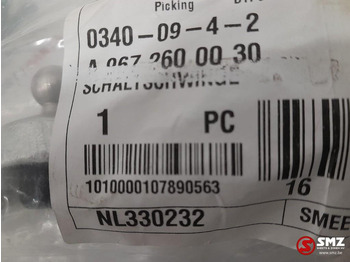 Picking
0340-09-4-2
A 967 260 00 30
SCHALTSCHWINGE
1 PC
1010000107890563
16
NL330232
SMEE
SMZ